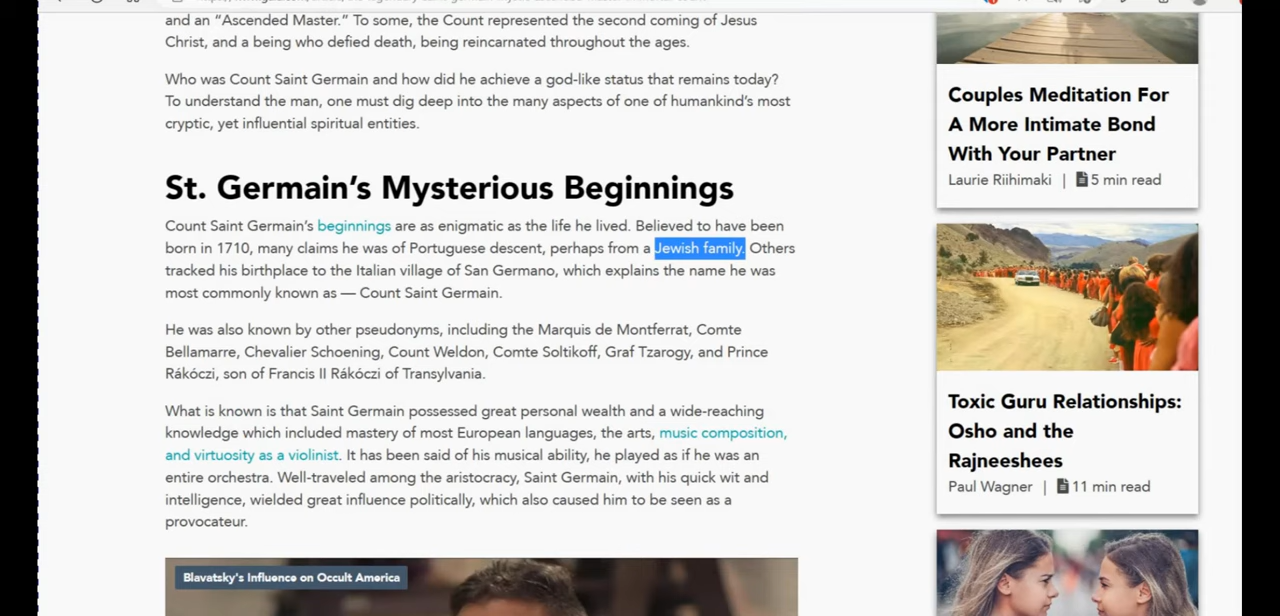 and an “Ascended Master.” To some, the Count represented the second coming of Jesus
Christ, and a being who defied death, being reincarnated throughout the ages.
Who was Count Saint Germain and how did he achieve a god-like status that remains today?
To understand the man, one must dig deep into the many aspects of one of humankind’s most
cryptic, yet influential spiritual entities.
St. Germain’s Mysterious Beginnings
Count Saint Germain’s beginnings are as enigmatic as the life he lived. Believed to have been
born in 1710, many claims he was of Portuguese descent, perhaps from a Jewish family. Others
tracked his birthplace to the Italian village of San Germano, which explains the name he was
most commonly known as — Count Saint Germain.
He was also known by other pseudonyms, including the Marquis de Montferrat, Comte
Bellamarre, Chevalier Schoening, Count Weldon, Comte Soltikoff, Graf Tzarogy, and Prince
Rákóczi, son of Francis II Rákóczi of Transylvania.
What is known is that Saint Germain possessed great personal wealth and a wide-reaching
knowledge which included mastery of most European languages, the arts, music composition,
and virtuosity as a violinist. It has been said of his musical ability, he played as if he was an
entire orchestra. Well-traveled among the aristocracy, Saint Germain, with his quick wit and
intelligence, wielded great influence politically, which also caused him to be seen as a
provocateur.
Blavatsky's Influence on Occult America
Couples Meditation For
A More Intimate Bond
With Your Partner
Laurie Riihimaki | 5 min read
Toxic Guru Relationships:
Osho and the
Rajneeshees
Paul Wagner | 11 min read